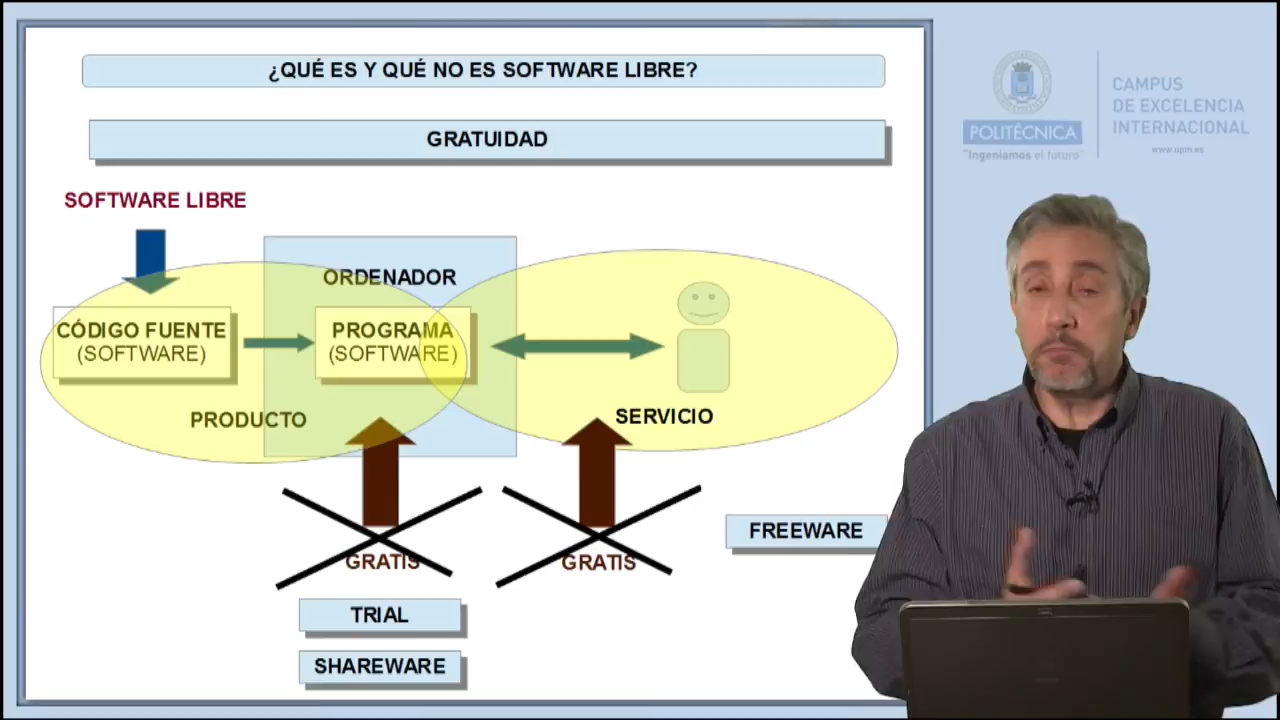 ¿QUÉ ES Y QUÉ NO ES SOFTWARE LIBRE?
GRATUIDAD
SOFTWARE LIBRE
ORDENADOR
CÓDIGO FUENTE
(SOFTWARE)
PROGRAMA
(SOFTWARE)
PRODUCTO
SERVICIO
GRATIS
GRATIS
FREEWARE
TRIAL
SHAREWARE
POLITÉCNICA
"Ingeniamos el futuro"
CAMPUS
DE EXCELENCIA
INTERNACIONAL
www.upm.es